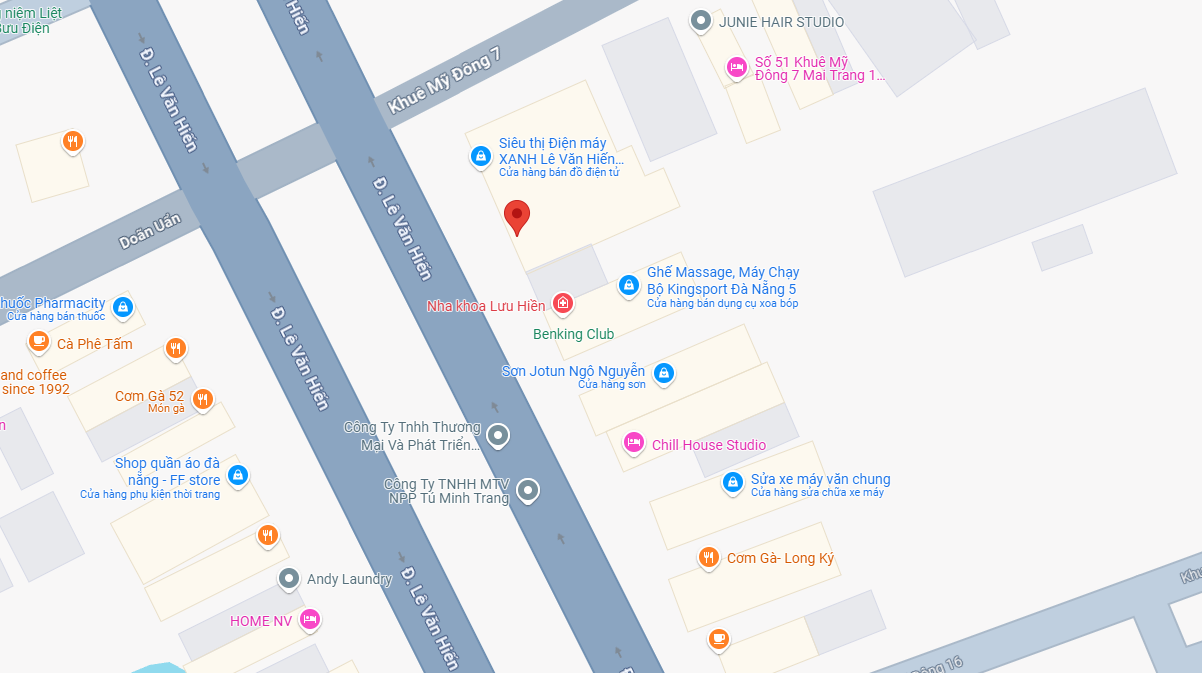 niệm Liệt
Bưu Điện
Đ. Lê Văn Hiến
Hiến
Khuê Mỹ Đông 7
JUNIE HAIR STUDIO
Số 51 Khuê Mỹ
Đông 7 Mai Trang 1...
Siêu thị Điện máy
XANH Lê Văn Hiến...
Cửa hàng bán đồ điện tử
Đ. Lê Văn Hiến
Doãn Uẩn
Ghế Massage, Máy Chạy
Bộ Kingsport Đà Nẵng 5
Cửa hàng bán dụng cụ xoa bóp
Nha khoa Lưu Hiền
Benking Club
huốc Pharmacity
Cửa hàng bán thuốc
Cà Phê Tấm
Đ. Lê Văn Hiến
and coffee
since 1992
Cơm Gà 52
Món gà
Sơn Jotun Ngô Nguyễn
Cửa hàng sơn
Công Ty Tnhh Thương
Mại Và Phát Triển...
Chill House Studio
Shop quần áo đà
nẵng - FF store
Cửa hàng phụ kiện thời trang
Công Ty TNHH MTV
NPP Tú Minh Trang
Sửa xe máy văn chung
Cửa hàng sửa chữa xe máy
Cơm Gà- Long Ký
Andy Laundry
HOME NV
Đ. Lê Văn Hiến
Đông 16
Khu